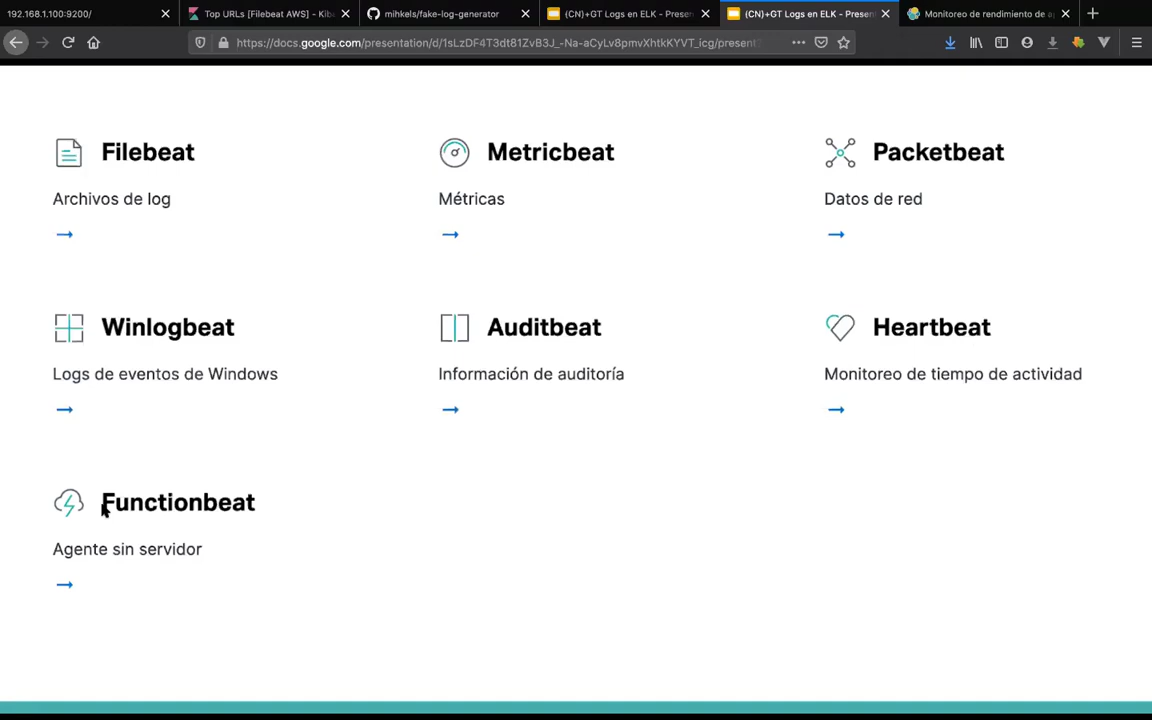 192.168.1.100:9200/
Top URLs [Filebeat AWS] - Kib
mihkels/fake-log-generator
(CN)+GT Logs en ELK - Presen
(CN)+GT Logs en ELK - Present
Monitoreo de rendimiento de a
https://docs.google.com/presentation/d/1sLzDF4T3dt81ZvB3J_-Na-aCyLv8pmvXhtkKYVT_icg/present
Filebeat
Metricbeat
Packetbeat
Archivos de log
Métricas
Datos de red
Winlogbeat
Auditbeat
Heartbeat
Logs de eventos de Windows
Información de auditoría
Monitoreo de tiempo de actividad
Functionbeat
Agente sin servidor